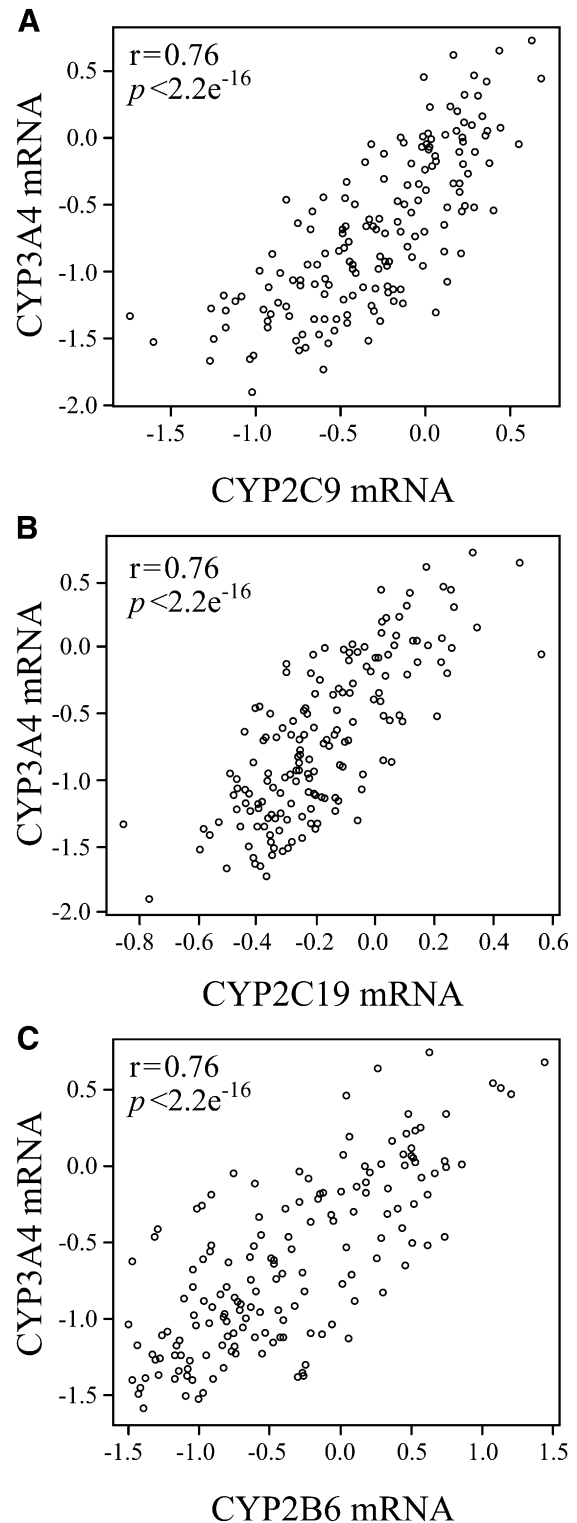 A
r=0.76
p<2.2e-16
0.5
0.0
-0.5
-1.0
-1.5
-2.0
CYP3A4 mRNA
-1.5 -1.0 -0.5 0.0 0.5
CYP2C9 mRNA
B
r=0.76
p<2.2e-16
0.5
0.0
-0.5
-1.0
-1.5
-2.0
CYP3A4 mRNA
-0.8 -0.6 -0.4 -0.2 0.0 0.2 0.4 0.6
CYP2C19 mRNA
C
r=0.76
p<2.2e-16
0.5
0.0
-0.5
-1.0
-1.5
CYP3A4 mRNA
-1.5 -1.0 -0.5 0.0 0.5 1.0 1.5
CYP2B6 mRNA